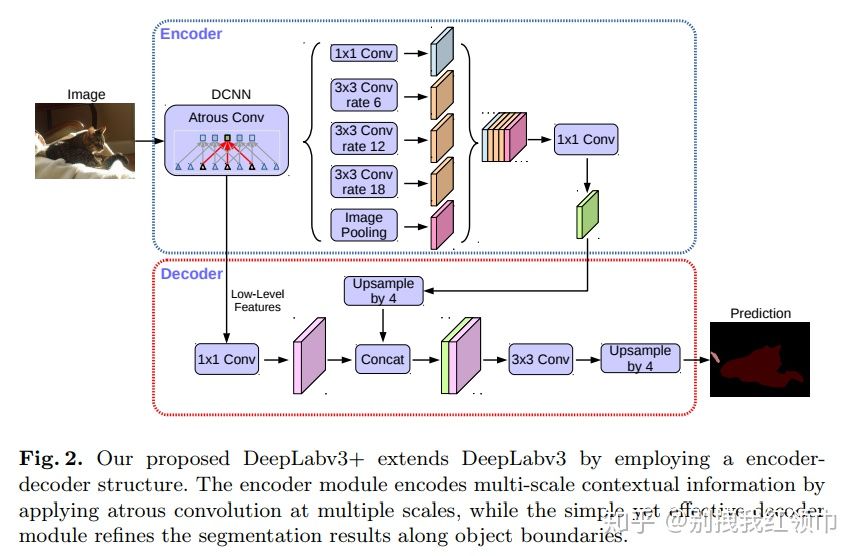 Encoder
Image
DCNN
Atrous Conv
1x1 Conv
3x3 Conv
rate 6
3x3 Conv
rate 12
3x3 Conv
rate 18
Image
Pooling
1x1 Conv
Decoder
Low-Level
Features
Upsample
by 4
1x1 Conv
Concat
3x3 Conv
Upsample
by 4
Prediction
Fig. 2. Our proposed DeepLabv3+ extends DeepLabv3 by employing a encoder-
decoder structure. The encoder module encodes multi-scale contextual information by
applying atrous convolution at multiple scales, while the simple yet effective decoder
module refines the segmentation results along object boundaries.
知乎 @别拽我红领巾